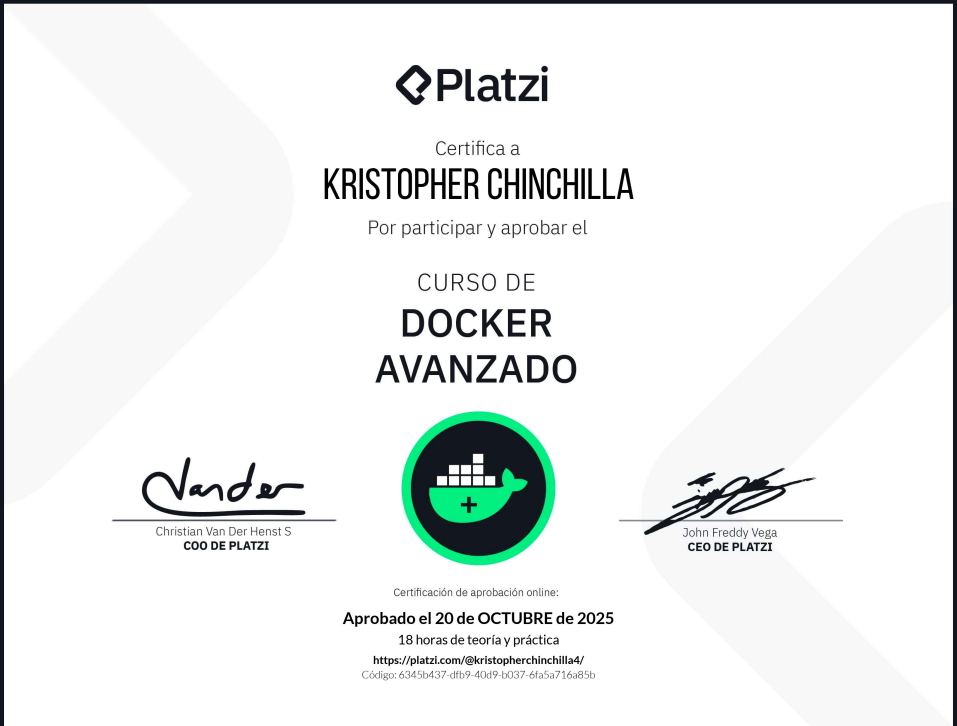 Platzi
Certifica a
KRISTOPHER CHINCHILLA
Por participar y aprobar el
CURSO DE
DOCKER
AVANZADO
Vander
Christian Van Der Henst S
COO DE PLATZI
John Freddy Vega
CEO DE PLATZI
Certificación de aprobación online:
Aprobado el 20 de OCTUBRE de 2025
18 horas de teoría y práctica
https://platzi.com/@kristopherchinchilla4/
Código: 6345b437-dfb9-40d9-b037-6fa5a716a85b